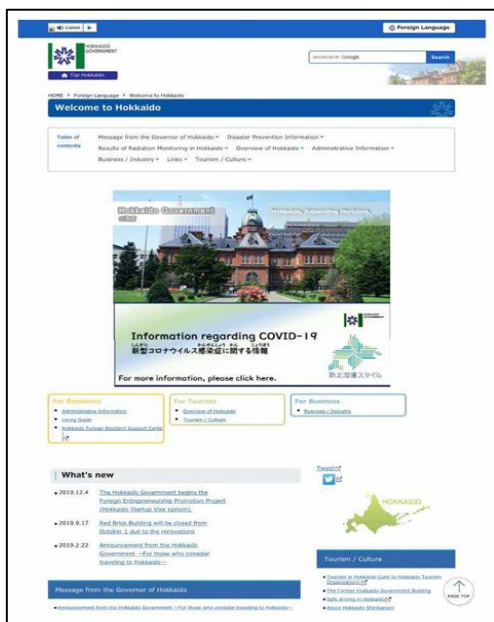 Listen
Foreign Language
HOKKAIDO
GOVERNMENT
Top Hokkaido
Google
Search
HOME > Foreign Language > Welcome to Hokkaido
Welcome to Hokkaido
Table of
contents
Message from the Governor of Hokkaido
Disaster Prevention Information
Results of Radiation Monitoring in Hokkaido
Overview of Hokkaido
Administrative Information
Business / Industry
Links
Tourism / Culture
Hokkaido Government
Hokkaido, Expanding Horizons
Information regarding COVID-19
新型コロナウイルス感染症に関する情報
For more information, please click here.
新北海道スタイル
For Residents
Administrative Information
Living Guide
Hokkaido Foreign Resident Support Cente
r
For Tourists
Overview of Hokkaido
Tourism / Culture
For Business
Business / Industry
What's new
2019.12.4 The Hokkaido Government begins the
Foreign Entrepreneurship Promotion Project
(Hokkaido Startup Visa system).
2019.9.17 Red Brick Building will be closed from
October 1 due to the renovations
2019.2.22 Announcement from the Hokkaido
Government —For those who consider
traveling to Hokkaido—
Tweet
HOKKAIDO
Message from the Governor of Hokkaido
Announcement from the Hokkaido Government —For those who consider traveling to Hokkaido—
Tourism / Culture
Tourism in Hokkaido (Link to Hokkaido Tourism
Organization)
The Former Hokkaido Government Building
Safe driving in Hokkaido
About Hokkaido Shinkansen
PAGE TOP